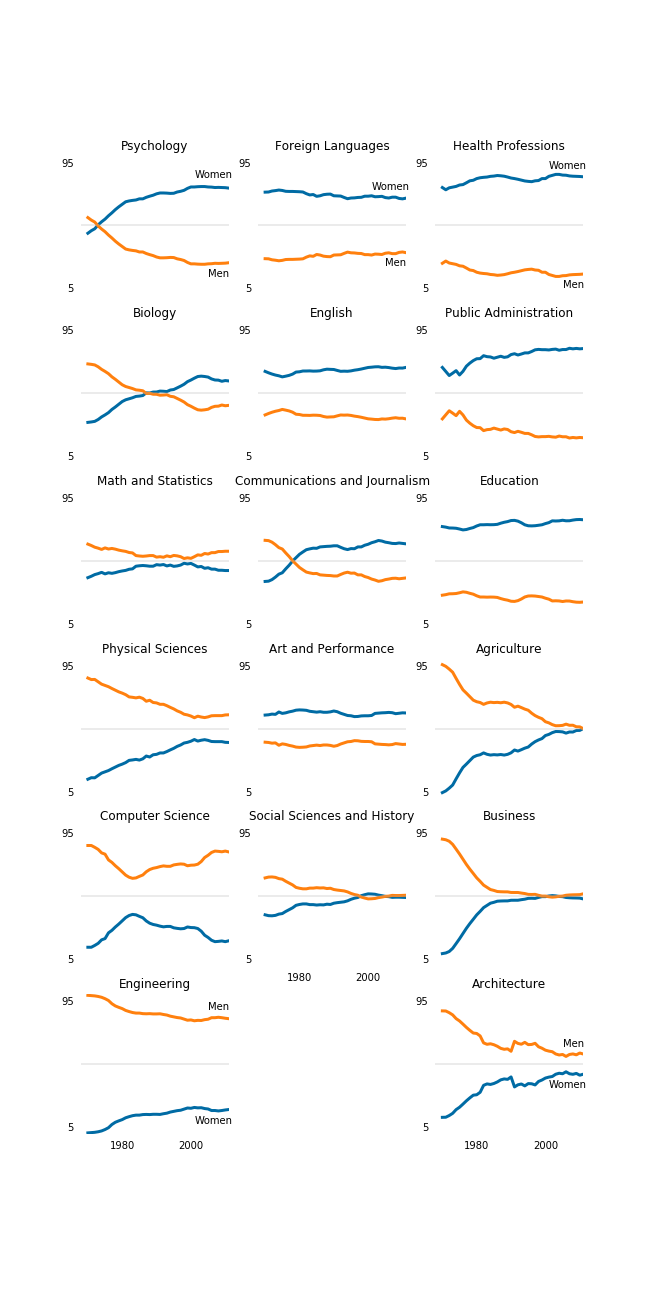 Psychology Foreign Languages Health Professions
95 95 95
Women Women Women
Men Men Men
5 5 5
Biology English Public Administration
95 95 95
5 5 5
Math and Statistics Communications and Journalism Education
95 95 95
5 5 5
Physical Sciences Art and Performance Agriculture
95 95 95
5 5 5
Computer Science Social Sciences and History Business
95 95 95
5 5 5
1980 2000
Engineering Architecture
95 95
Men Men
Women Women
5 5
1980 2000 1980 2000